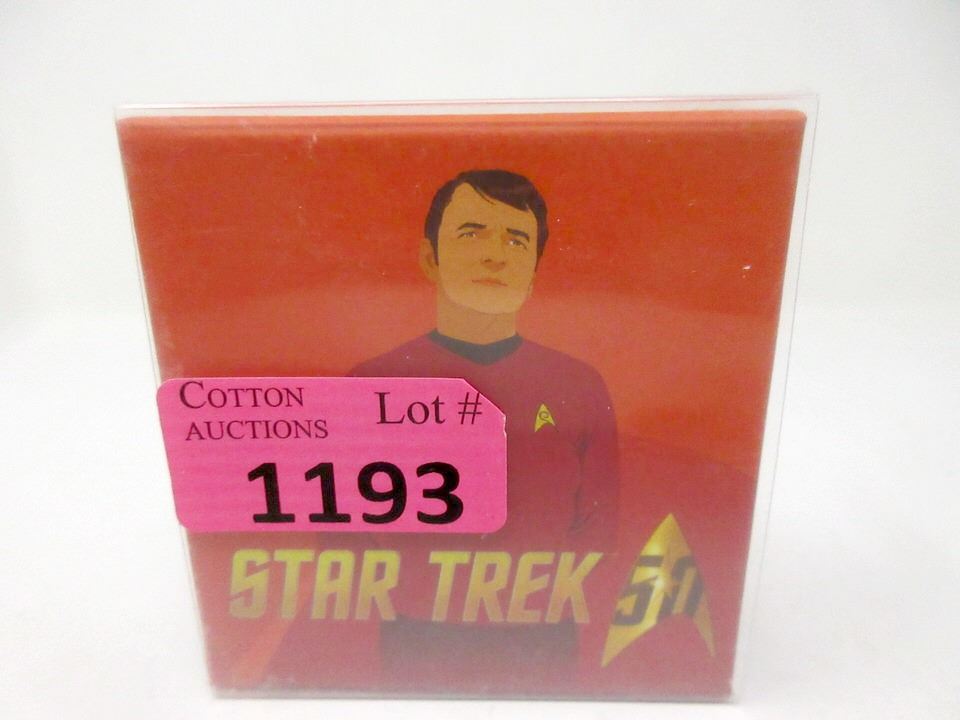 COTTON
AUCTIONS
Lot #
1193
STAR TREK
50